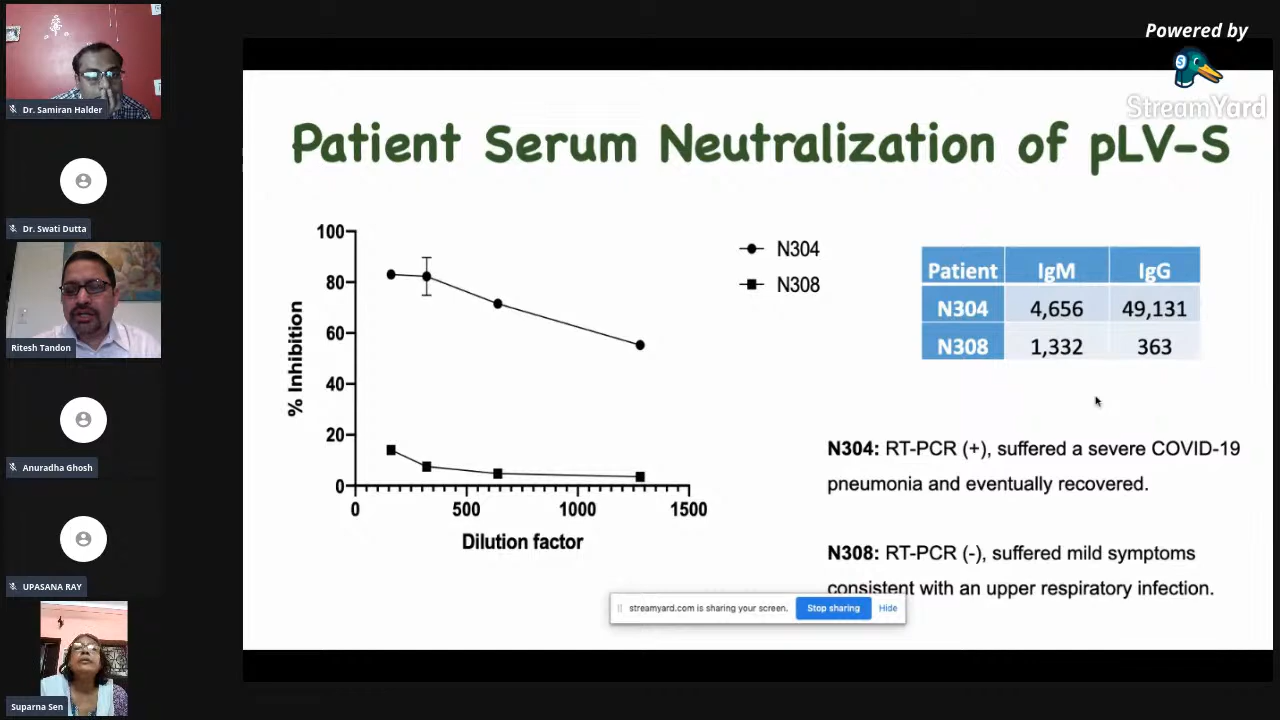 Powered by
StreamYard
Dr. Samiran Halder
Dr. Swati Dutta
Ritesh Tandon
Anuradha Ghosh
UPASANA RAY
Suparna Sen
Patient Serum Neutralization of pLV-S
100
80
60
40
20
0
% Inhibition
0 500 1000 1500
Dilution factor
N304
N308
Patient IgM IgG
N304 4,656 49,131
N308 1,332 363
N304: RT-PCR (+), suffered a severe COVID-19
pneumonia and eventually recovered.
N308: RT-PCR (-), suffered mild symptoms
consistent with an upper respiratory infection.
streamyard.com is sharing your screen. Stop sharing Hide